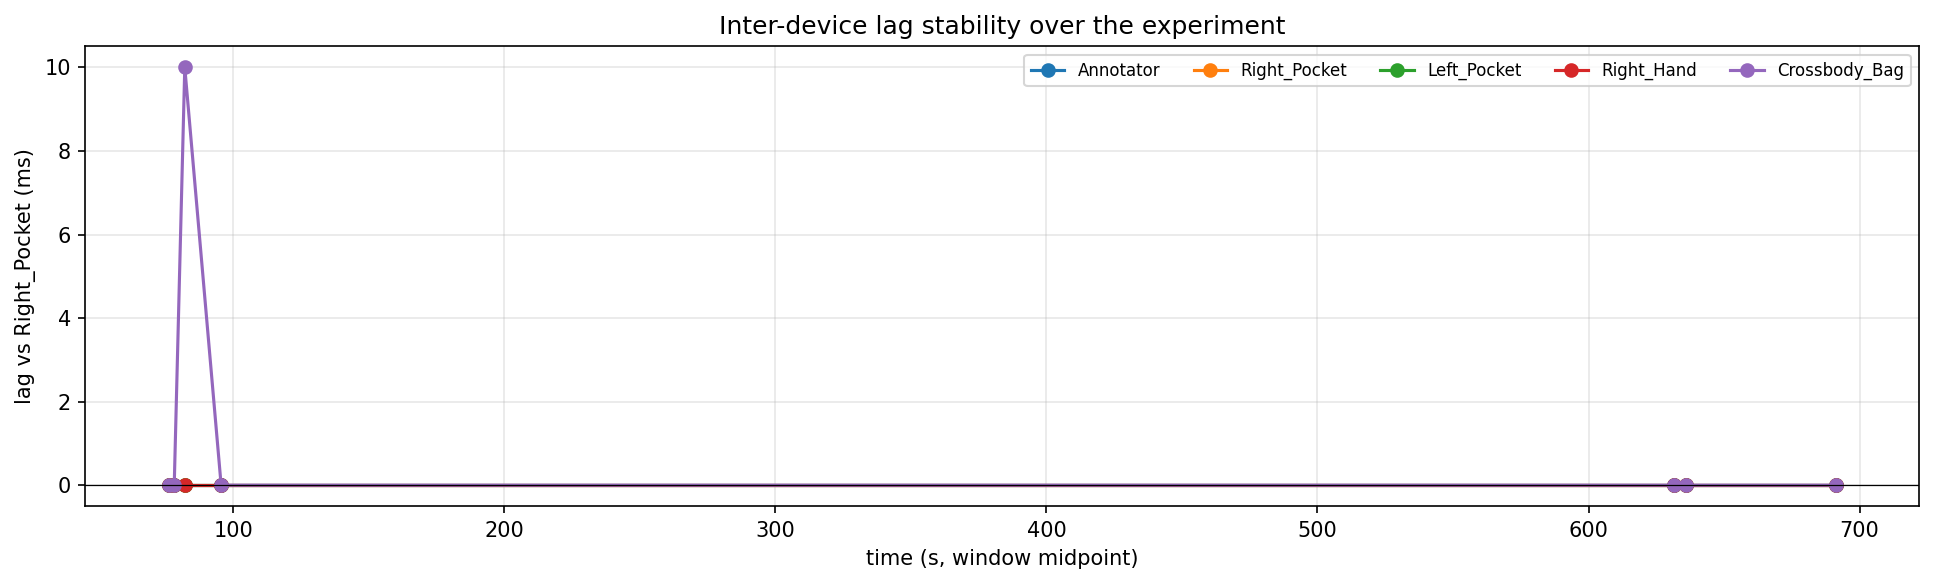 Inter-device lag stability over the experiment
Annotator Right_Pocket Left_Pocket Right_Hand Crossbody_Bag
lag vs Right_Pocket (ms)
10
8
6
4
2
0
100 200 300 400 500 600 700
time (s, window midpoint)